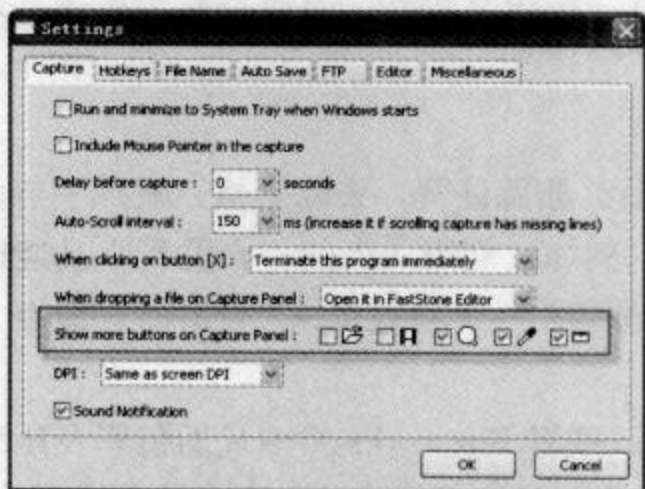 Settings
Capture Hotkeys File Name Auto Save FTP Editor Miscellaneous
Run and minimize to System Tray when Windows starts
Include Mouse Pointer in the capture
Delay before capture : 0 seconds
Auto-Scroll interval : 150 ms (increase it if scrolling capture has missing lines)
When clicking on button [X] : Terminate this program immediately
When dropping a file on Capture Panel : Open it in FastStone Editor
Show more buttons on Capture Panel :
DPI : Same as screen DPI
Sound Notification
OK Cancel